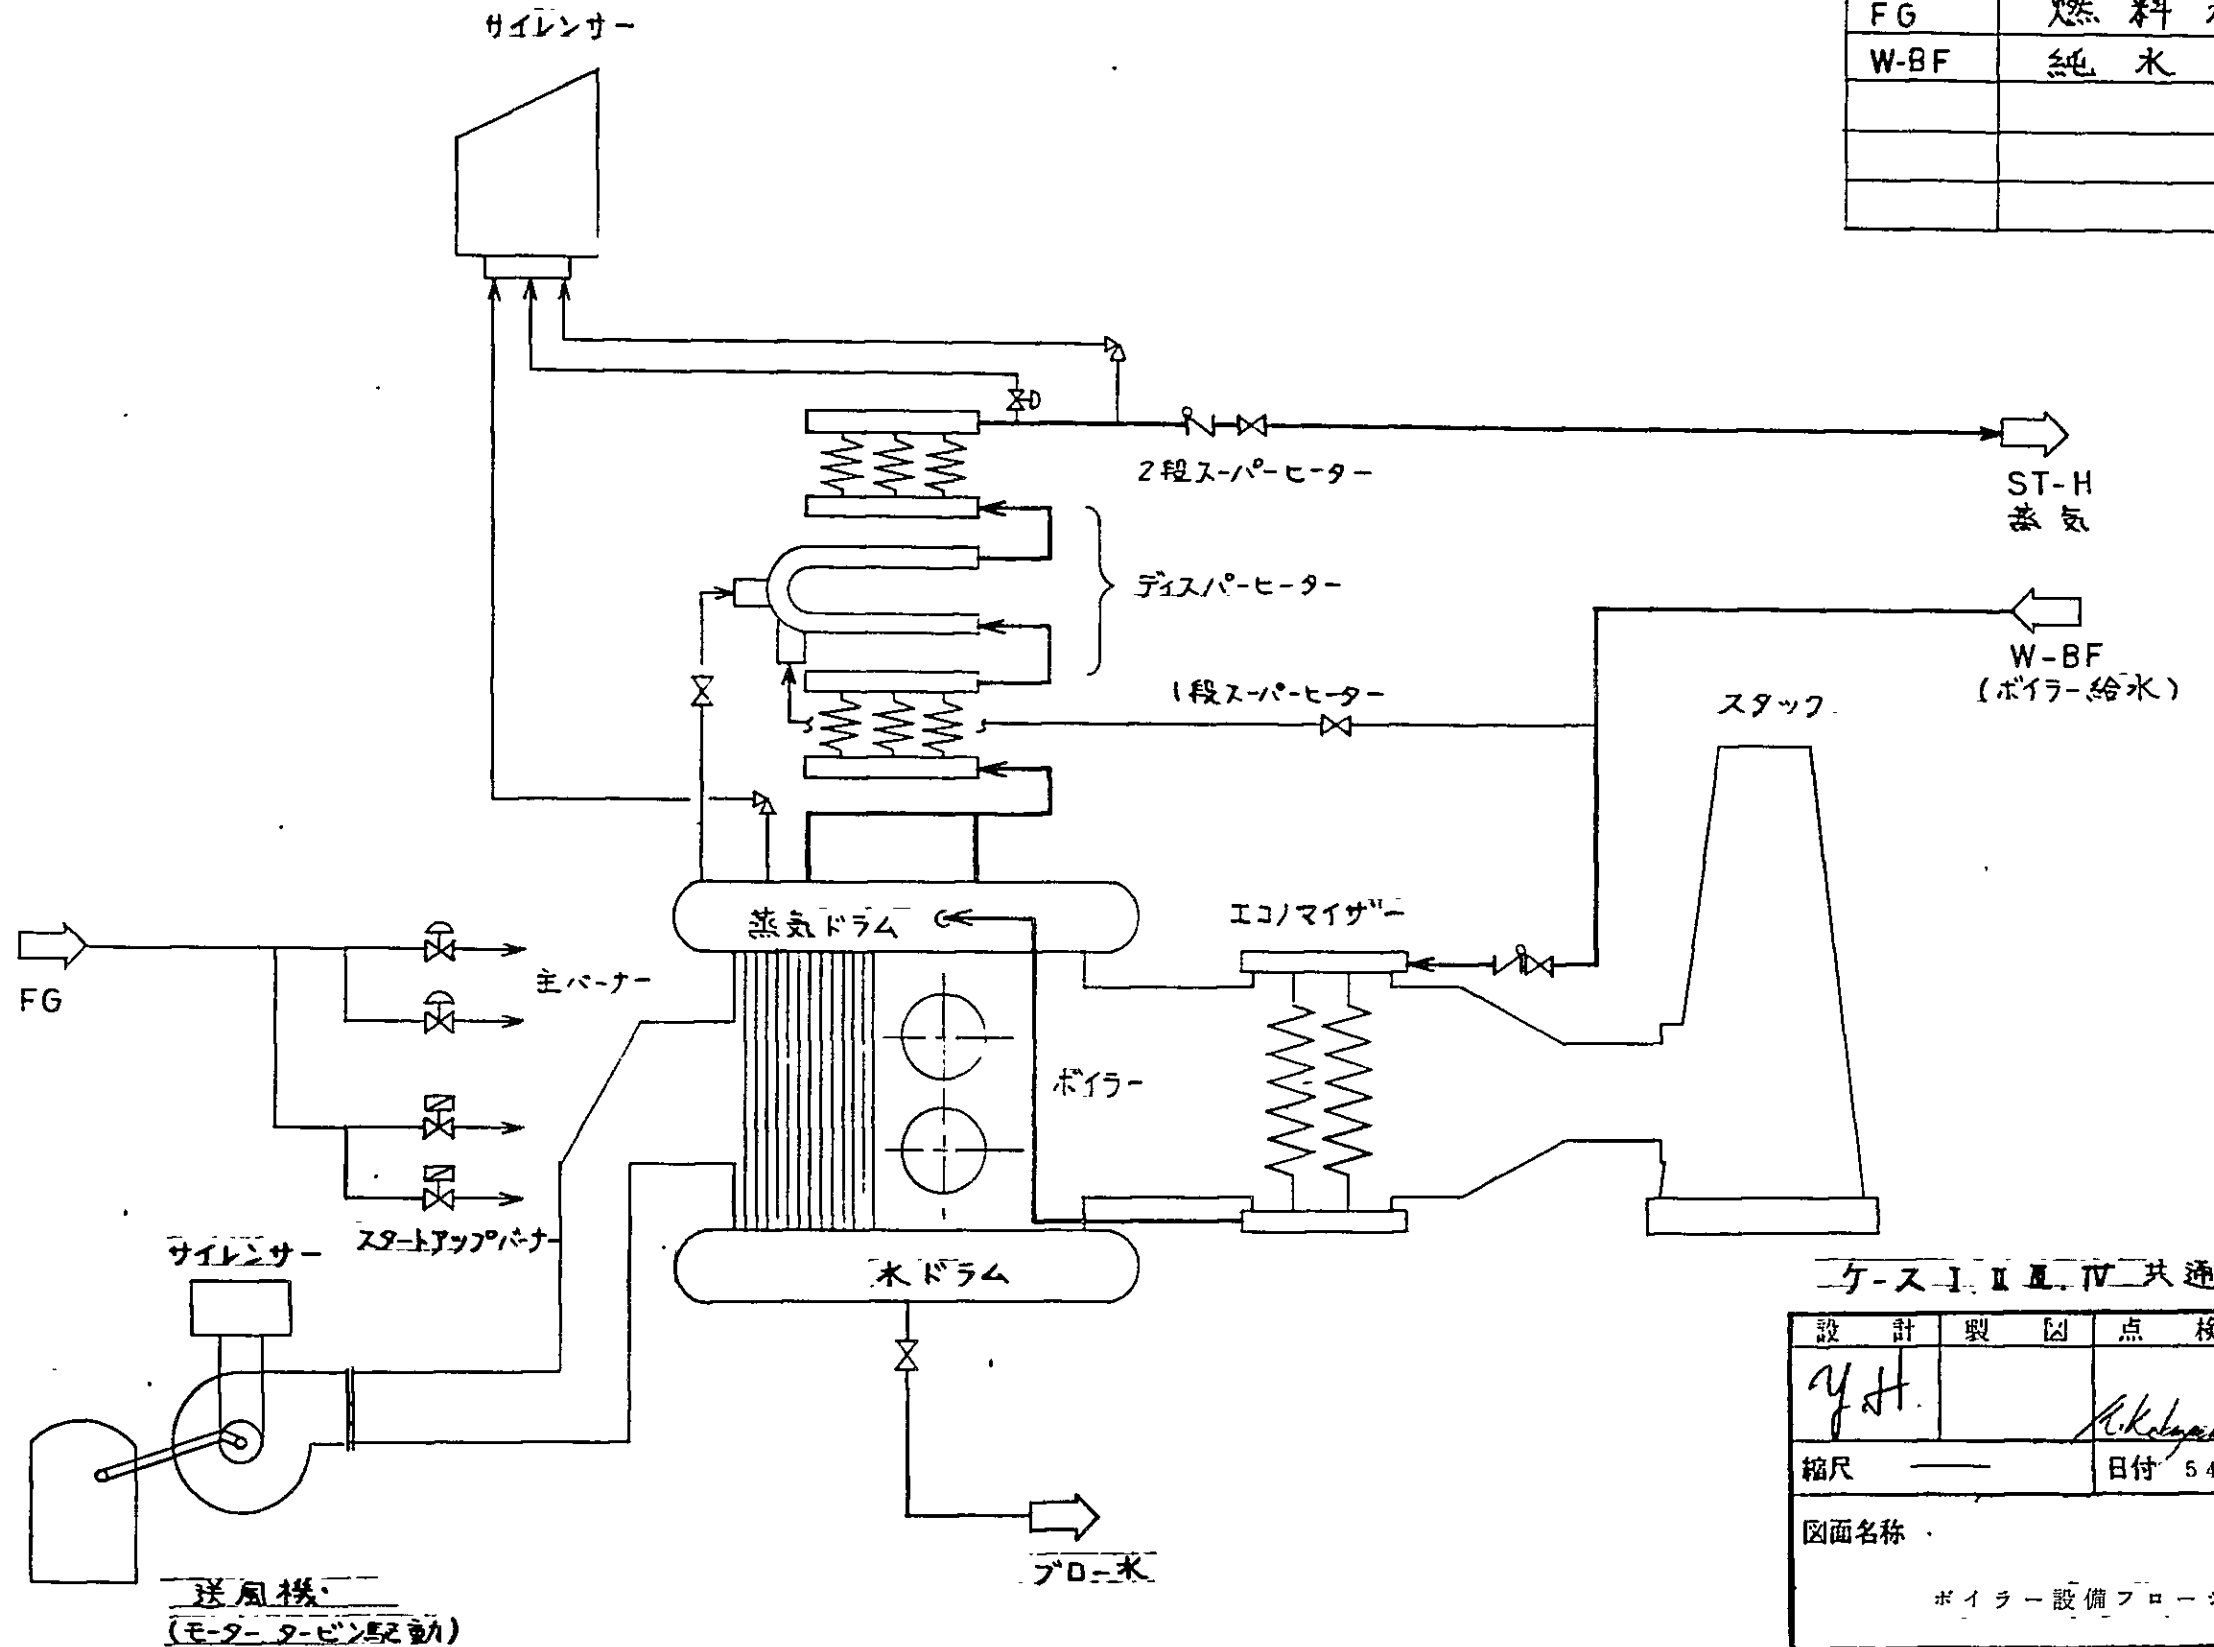 サイレンサー
FG 燃料
W-BF 純水
2段スーパーヒーター
ST-H
蒸気
ディスパーヒーター
W-BF
(ボイラー給水)
1段スーパーヒーター
スタック
蒸気ドラム
エコノマイザー
FG
主バーナー
ボイラー
スタートアップバーナー
サイレンサー
水ドラム
ケース I. II III. IV 共通
設計 製図 点検
YH.
縮尺 日付 54
図面名称
ブロー水
送風機
(モーター タービン駆動)
ボイラー設備フロー